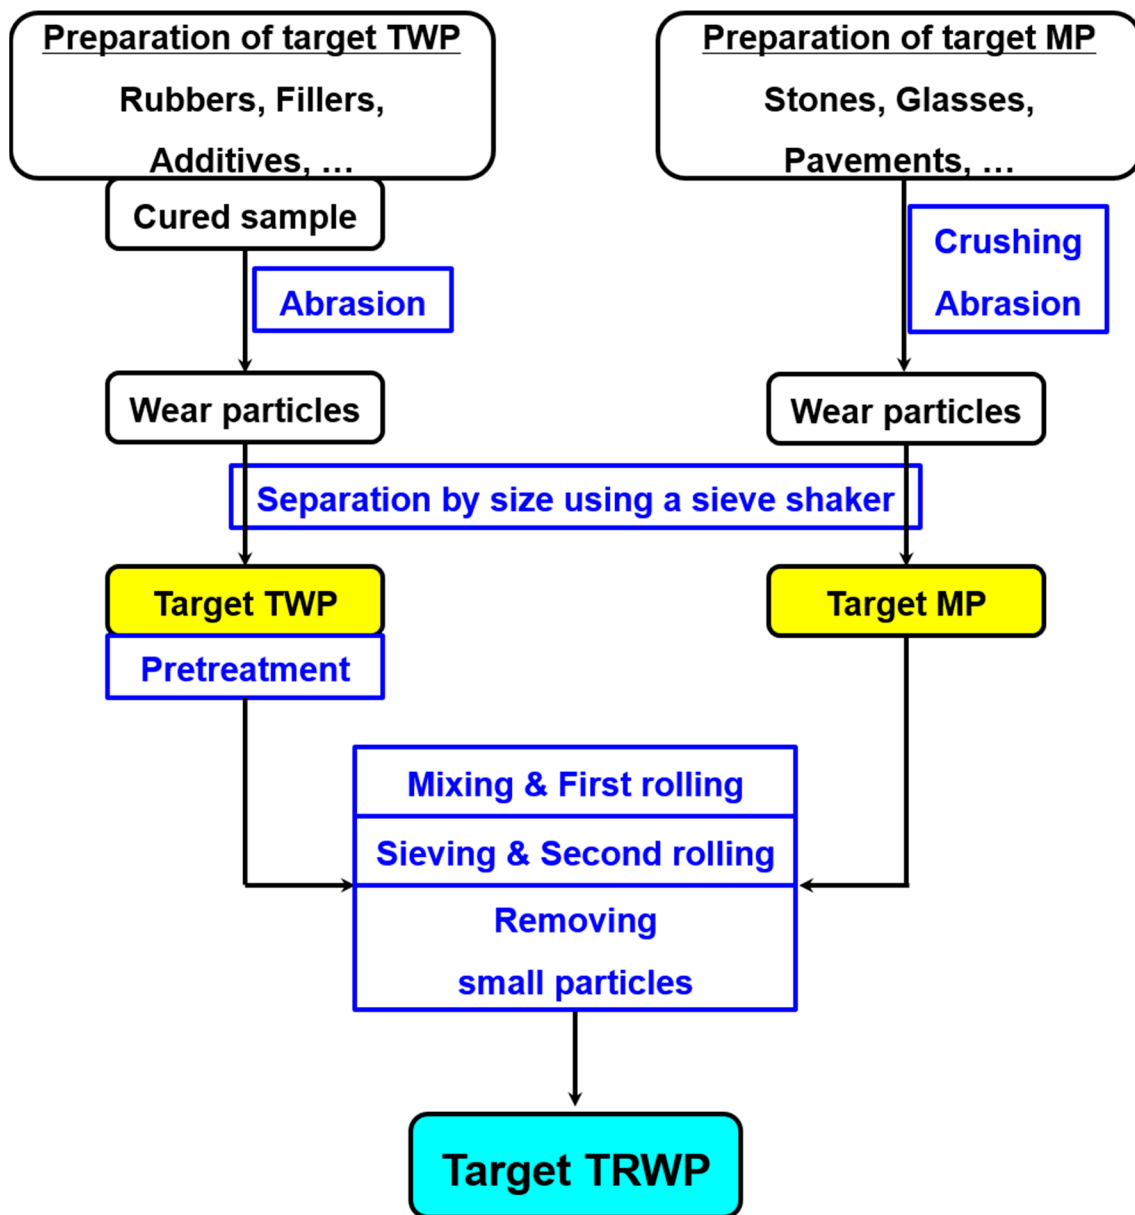 Preparation of target TWP
Rubbers, Fillers,
Additives, …
Cured sample
Abrasion
Wear particles
Preparation of target MP
Stones, Glasses,
Pavements, …
Crushing
Abrasion
Wear particles
Separation by size using a sieve shaker
Target TWP
Pretreatment
Target MP
Mixing & First rolling
Sieving & Second rolling
Removing
small particles
Target TRWP